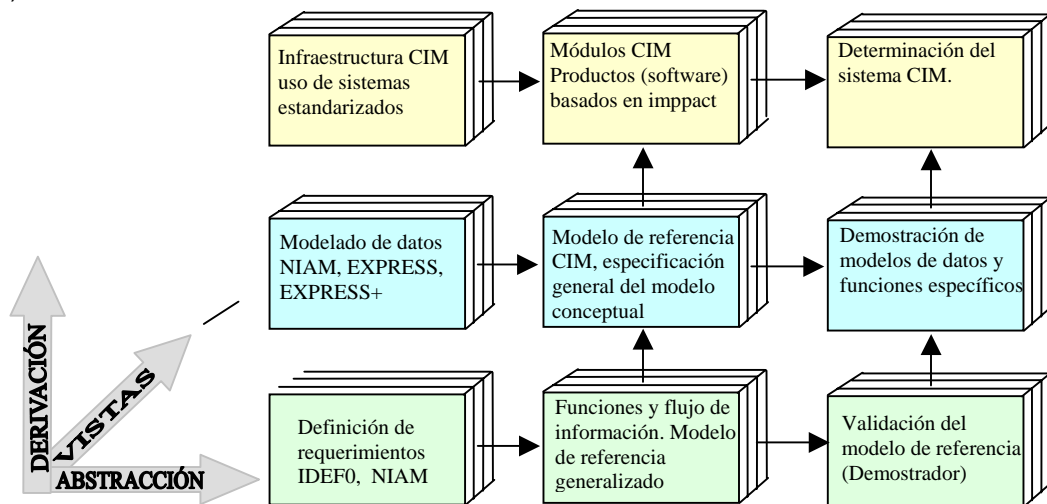 Infraestructura CIM
uso de sistemas
estandarizados
Módulos CIM
Productos (software)
basados en imppact
Determinación del
sistema CIM.
Modelado de datos
NIAM, EXPRESS,
EXPRESS+
Modelo de referencia
CIM, especificación
general del modelo
conceptual
Demostración de
modelos de datos y
funciones específicos
Definición de
requerimientos
IDEF0, NIAM
Funciones y flujo de
información. Modelo
de referencia
generalizado
Validación del
modelo de referencia
(Demostrador)
DERIVACIÓN
VISTAS
ABSTRACCIÓN